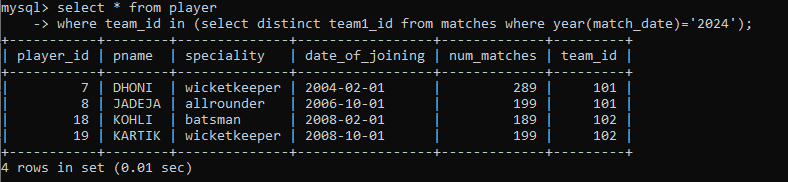 mysql> select * from player
    -> where team_id in (select distinct team1_id from matches where year(match_date)='2024');
+-----------+--------+--------------+-----------------+-------------+---------+
| player_id | pname  | speciality   | date_of_joining | num_matches | team_id |
+-----------+--------+--------------+-----------------+-------------+---------+
|         7 | DHONI  | wicketkeeper | 2004-02-01      |         289 |     101 |
|         8 | JADEJA | allrounder   | 2006-10-01      |         199 |     101 |
|        18 | KOHLI  | batsman      | 2008-02-01      |         189 |     102 |
|        19 | KARTIK | wicketkeeper | 2008-10-01      |         199 |     102 |
+-----------+--------+--------------+-----------------+-------------+---------+
4 rows in set (0.01 sec)